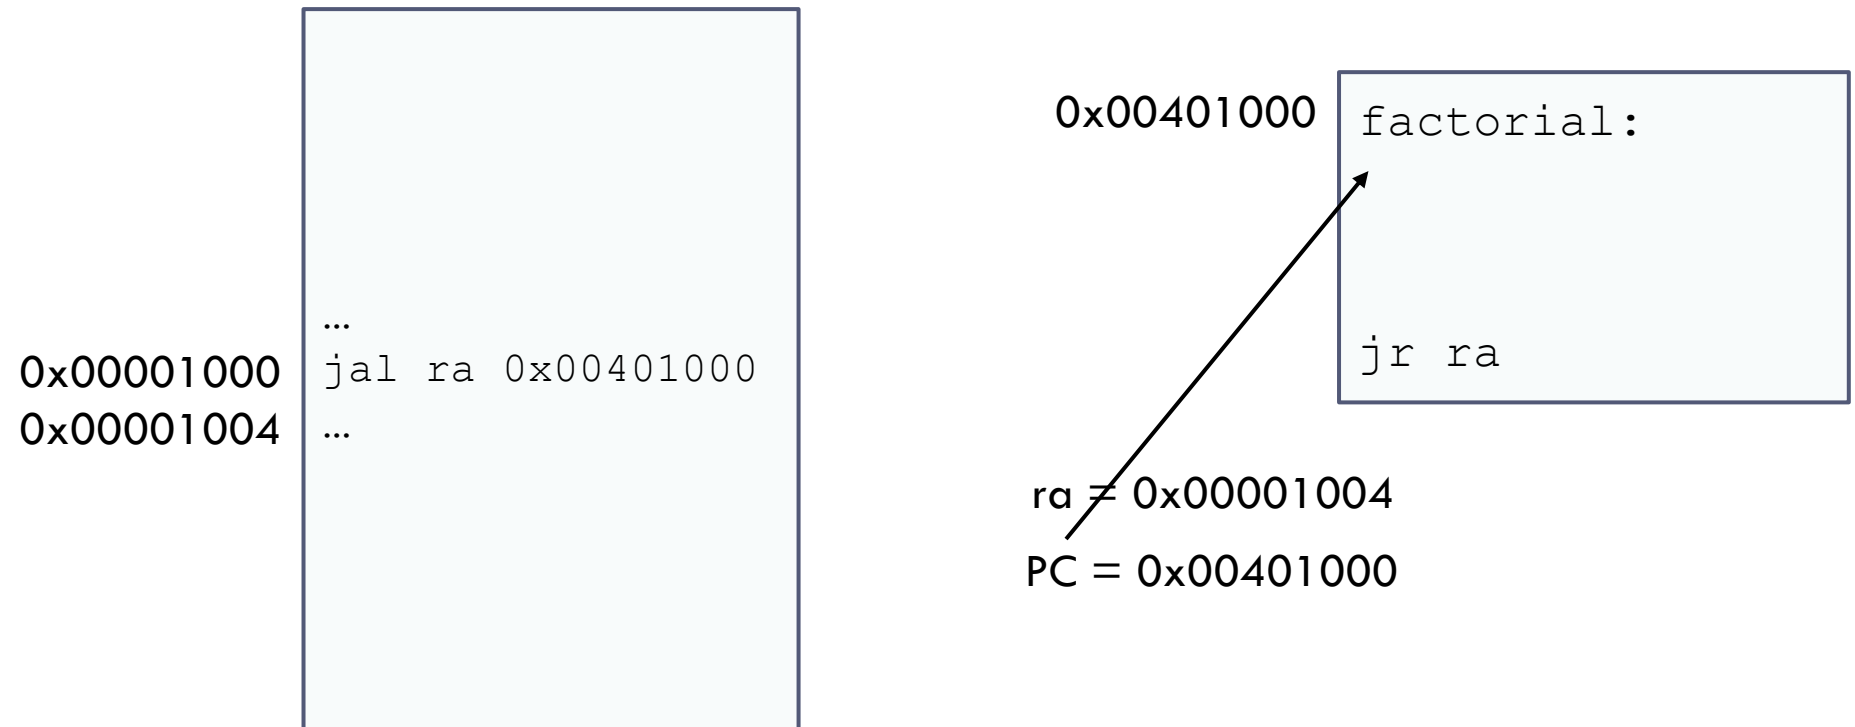 …
0x00001000
jal ra 0x00401000
0x00001004
…
0x00401000
factorial:
jr ra
ra = 0x00001004
PC = 0x00401000